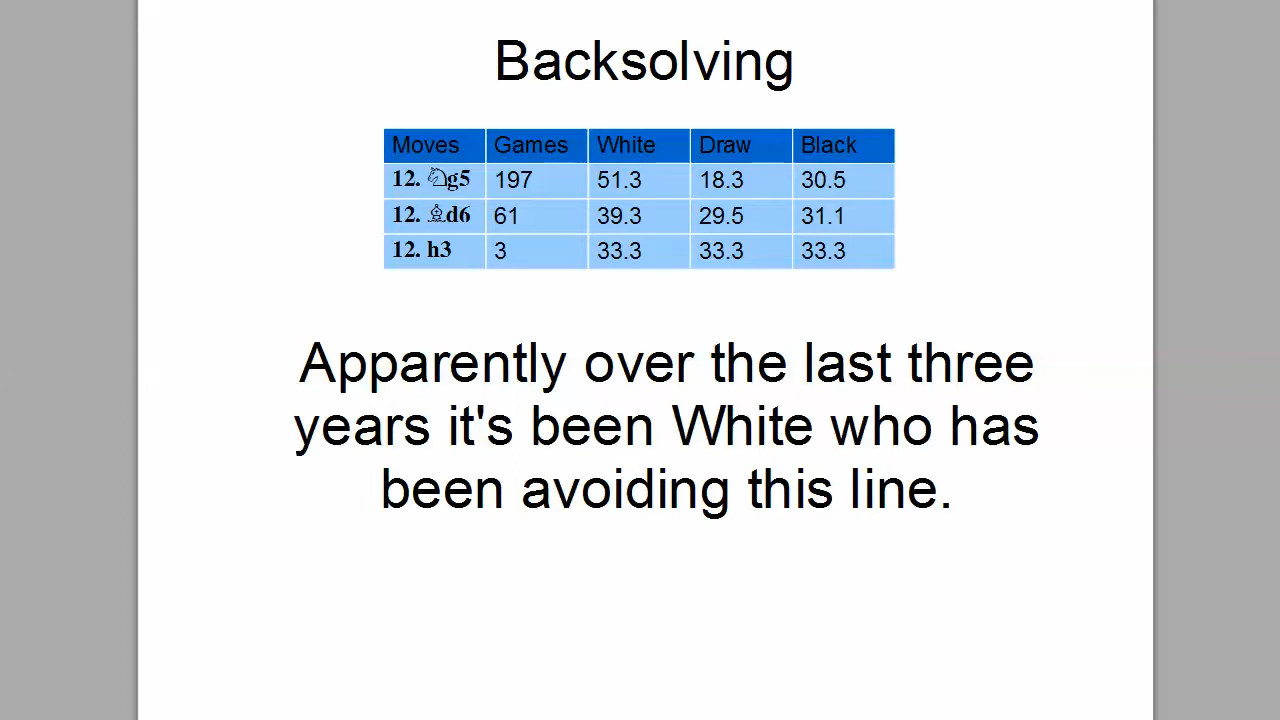 Backsolving
Moves Games White Draw Black
12. ♘g5 197 51.3 18.3 30.5
12. ♗d6 61 39.3 29.5 31.1
12. h3 3 33.3 33.3 33.3
Apparently over the last three
years it's been White who has
been avoiding this line.